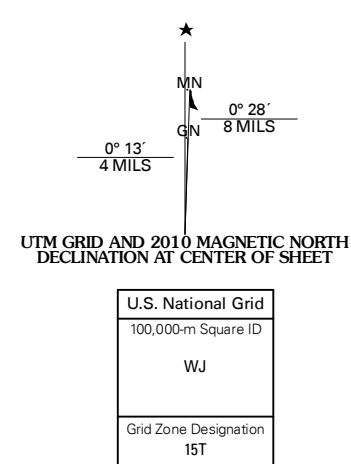 ★
MN
0° 28´
8 MILS
GN
0° 13´
4 MILS
UTM GRID AND 2010 MAGNETIC NORTH
DECLINATION AT CENTER OF SHEET
U.S. National Grid
100,000-m Square ID
WJ
Grid Zone Designation
15T